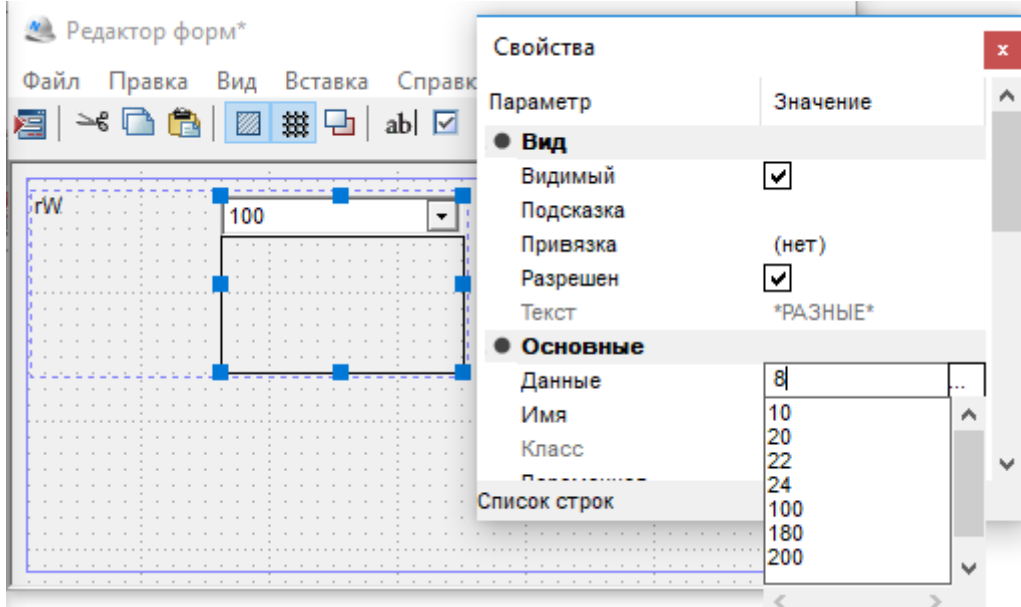 Редактор форм*
Файл Правка Вид Вставка Справк
ab
rW
100
Свойства
x
Параметр Значение
Вид
Видимый
Подсказка
Привязка (нет)
Разрешен
Текст *РАЗНЫЕ*
Основные
Данные 8 ...
Имя
Класс
Список строк
10
20
22
24
100
180
200